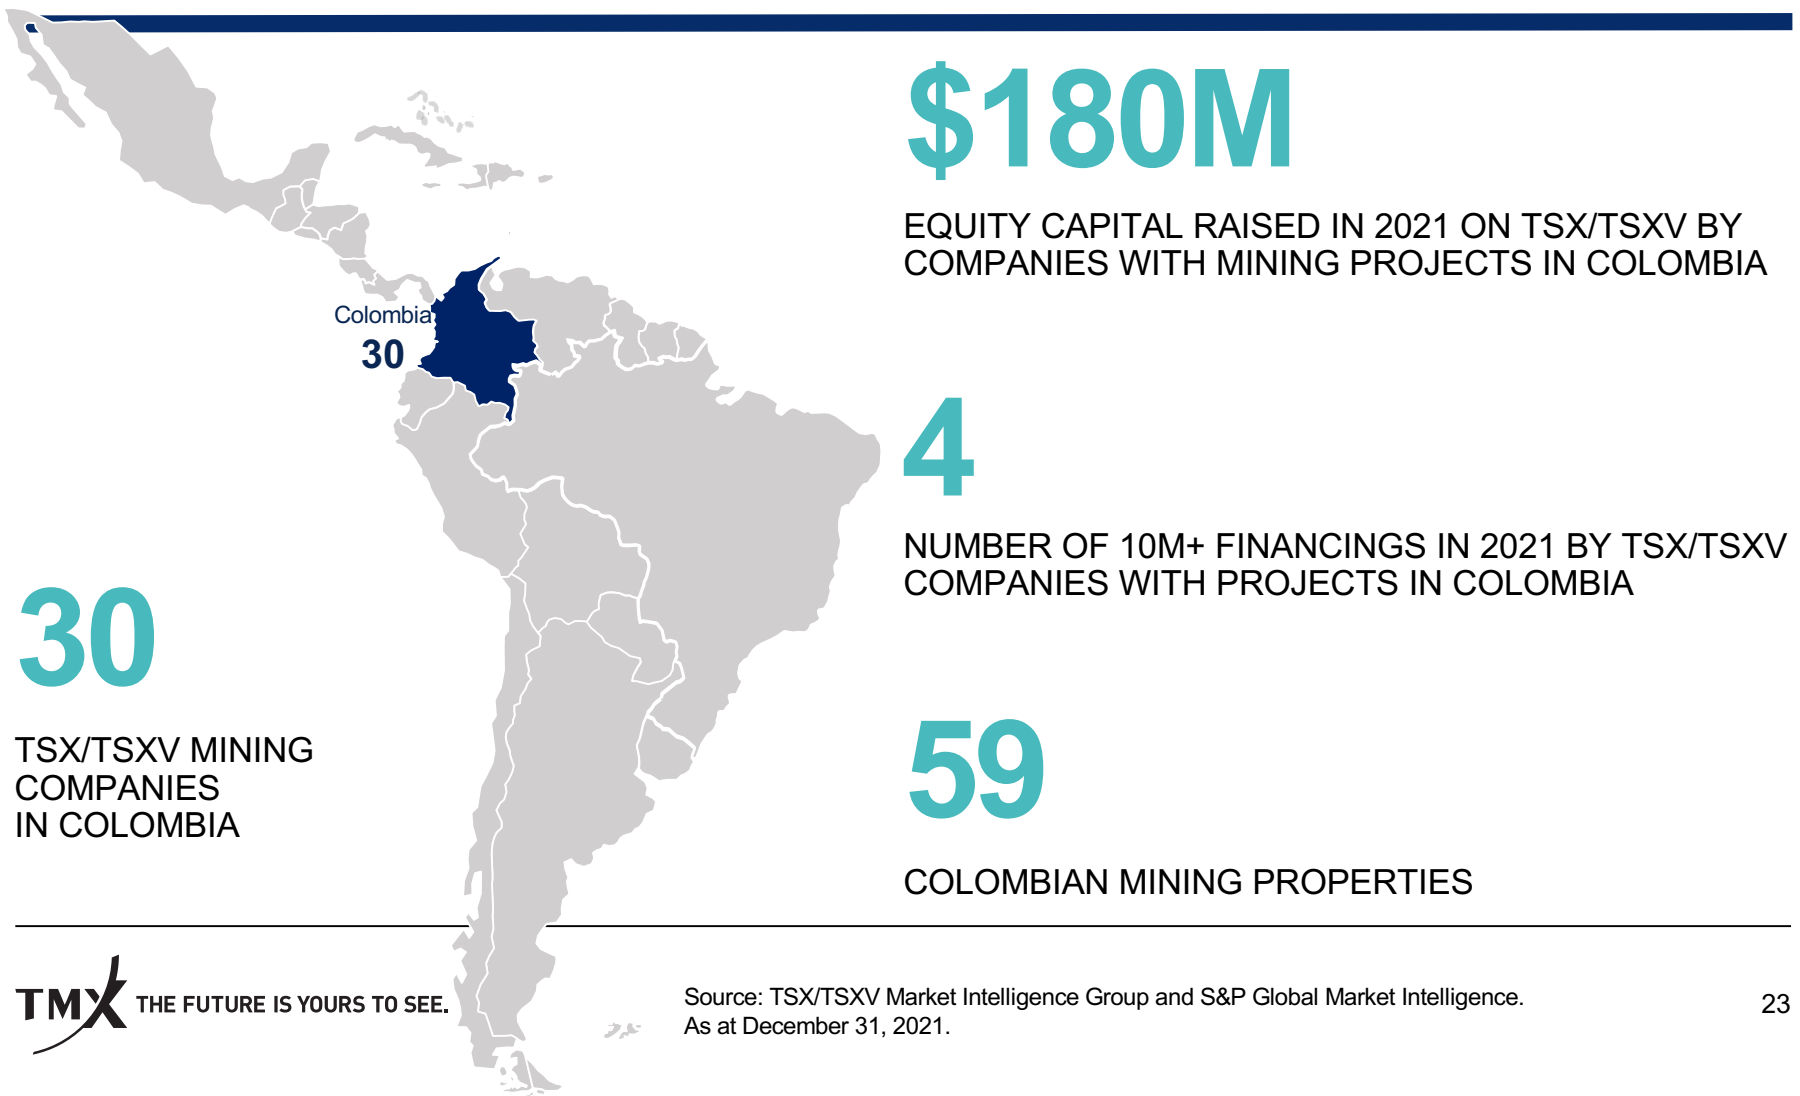 $180M
EQUITY CAPITAL RAISED IN 2021 ON TSX/TSXV BY
COMPANIES WITH MINING PROJECTS IN COLOMBIA
Colombia
30
4
NUMBER OF 10M+ FINANCINGS IN 2021 BY TSX/TSXV
COMPANIES WITH PROJECTS IN COLOMBIA
30
TSX/TSXV MINING
COMPANIES
IN COLOMBIA
59
COLOMBIAN MINING PROPERTIES
TMX THE FUTURE IS YOURS TO SEE.
Source: TSX/TSXV Market Intelligence Group and S&P Global Market Intelligence.
As at December 31, 2021.
23